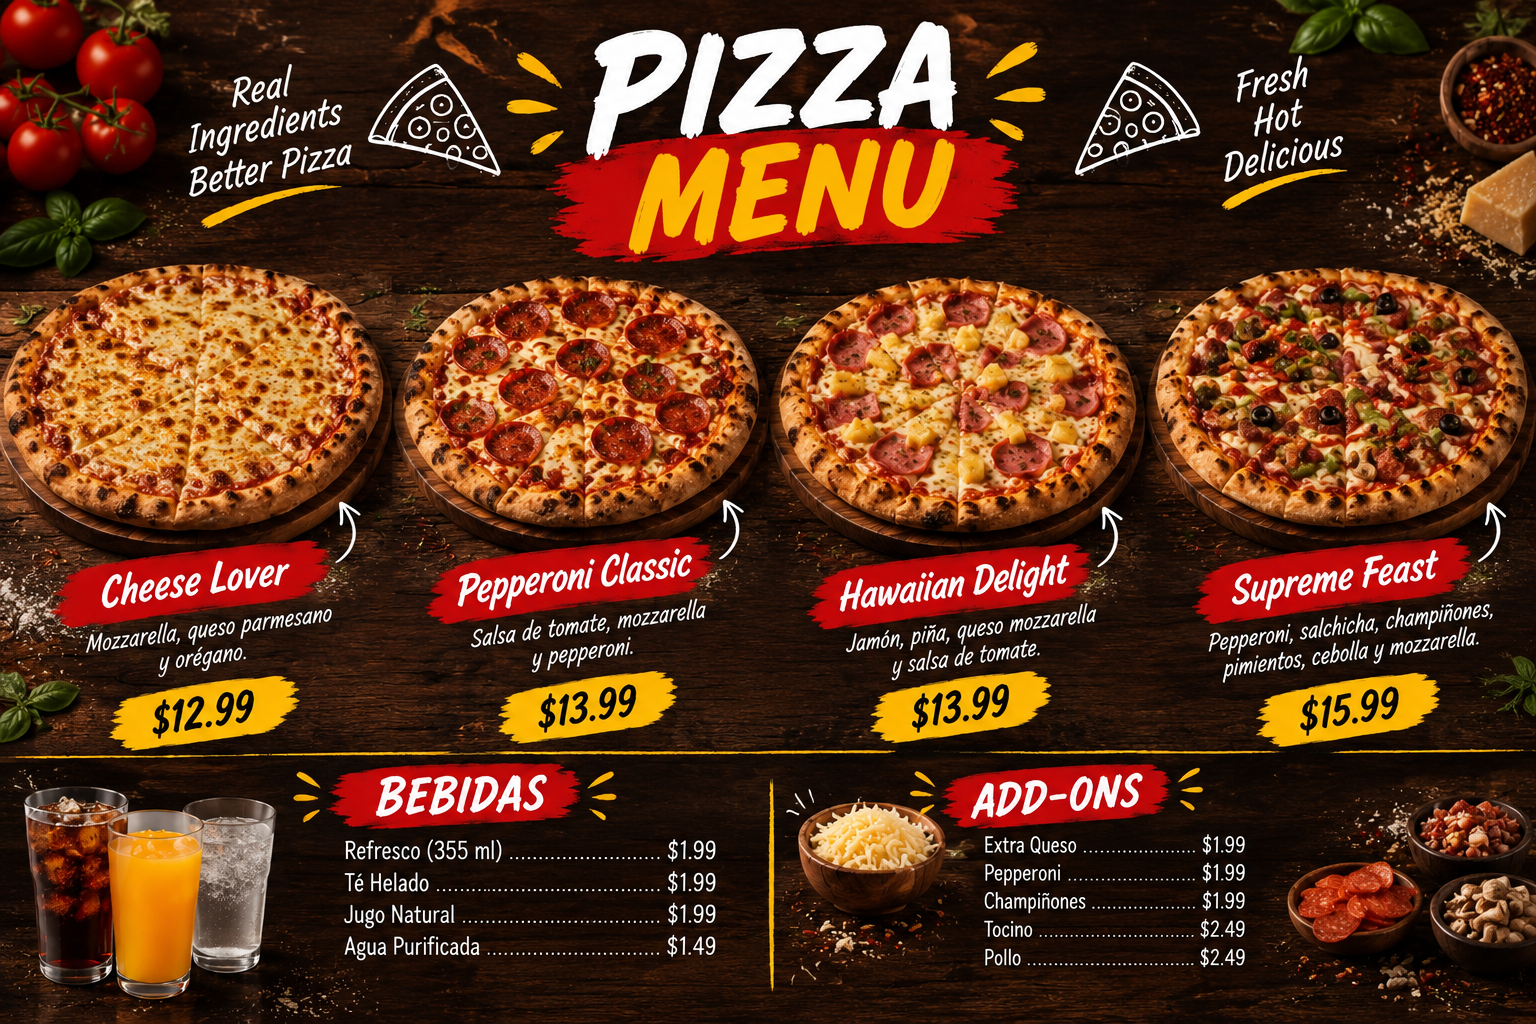 Real
Ingredients
Better Pizza
PIZZA
MENU
Fresh
Hot
Delicious
Cheese Lover
Mozzarella, queso parmesano
y orégano.
$12.99
Pepperoni Classic
Salsa de tomate, mozzarella
y pepperoni.
$13.99
Hawaiian Delight
Jamón, piña, queso mozzarella
y salsa de tomate.
$13.99
Supreme Feast
Pepperoni, salchicha, champiñones,
pimientos, cebolla y mozzarella.
$15.99
BEBIDAS
Refresco (355 ml) ........................ $1.99
Té Helado ................................... $1.99
Jugo Natural ............................... $1.99
Agua Purificada ........................... $1.49
ADD-ONS
Extra Queso .................... $1.99
Pepperoni ....................... $1.99
Champiñones .................. $1.99
Tocino ............................ $2.49
Pollo .............................. $2.49